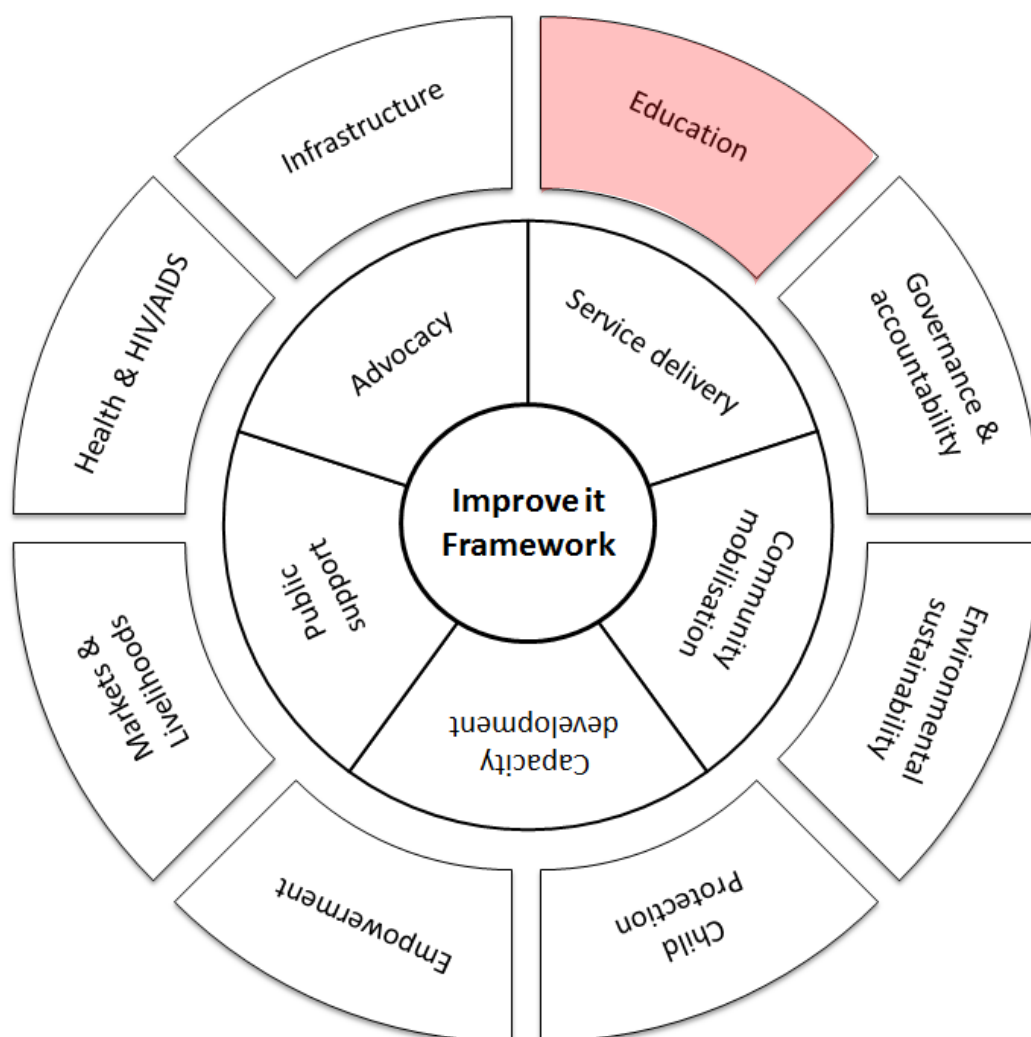 Infrastructure
Education
Governance &
accountability
Environmental
sustainability
Child
Protection
Empowerment
Markets &
Livelihoods
Health & HIV/AIDS
Advocacy
Service delivery
Community
mobilisation
Capacity
development
Public
support
Improve it
Framework